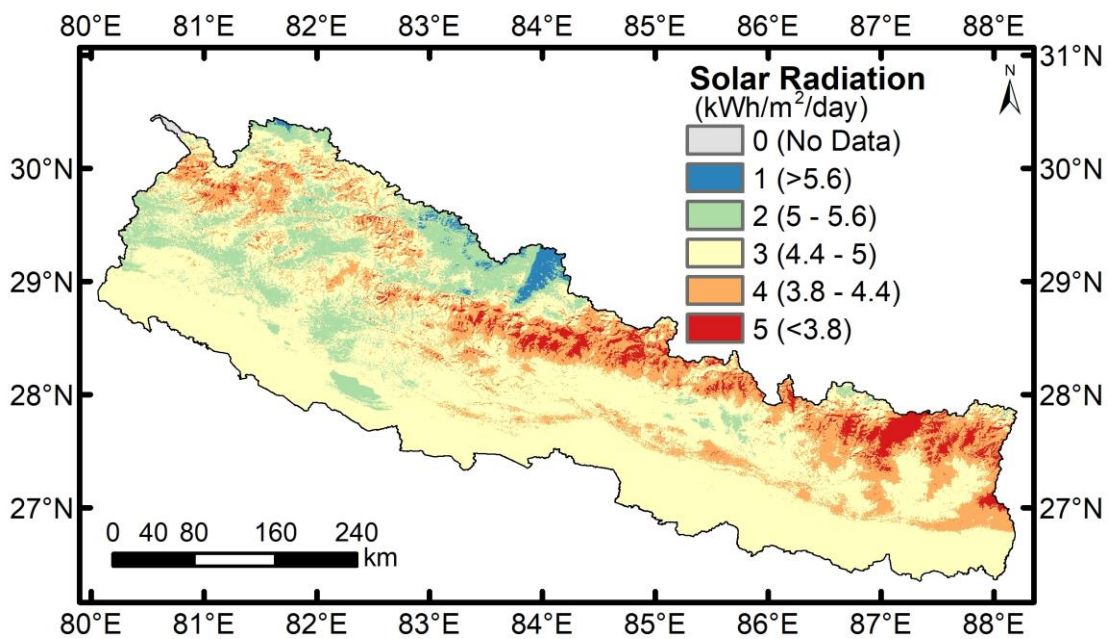 80°E 81°E 82°E 83°E 84°E 85°E 86°E 87°E 88°E
31°N
Solar Radiation
(kWh/m²/day)
N
0 (No Data)
30°N 30°N
1 (>5.6)
2 (5 - 5.6)
29°N 3 (4.4 - 5) 29°N
4 (3.8 - 4.4)
5 (<3.8)
28°N 28°N
27°N 27°N
0 40 80 160 240
km
80°E 81°E 82°E 83°E 84°E 85°E 86°E 87°E 88°E